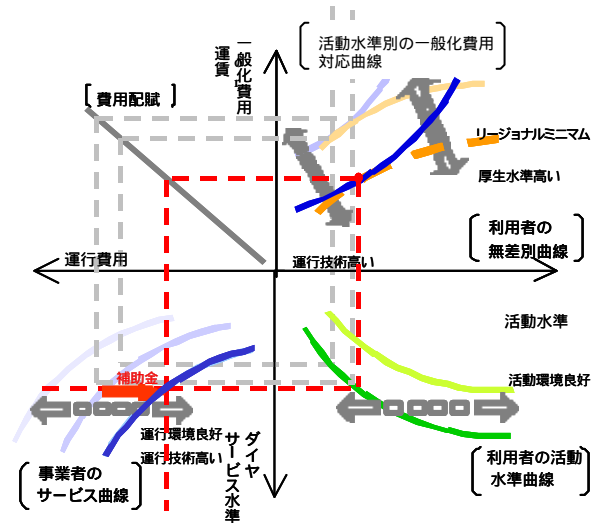 一般化費用
運賃
活動水準別の一般化費用
対応曲線
費用配賦
リージョナルミニマム
厚生水準高い
利用者の
無差別曲線
運行費用
運行技術高い
活動水準
補助金
活動環境良好
運行環境良好
運行技術高い
ダイヤ
サービス水準
事業者の
サービス曲線
利用者の活動
水準曲線